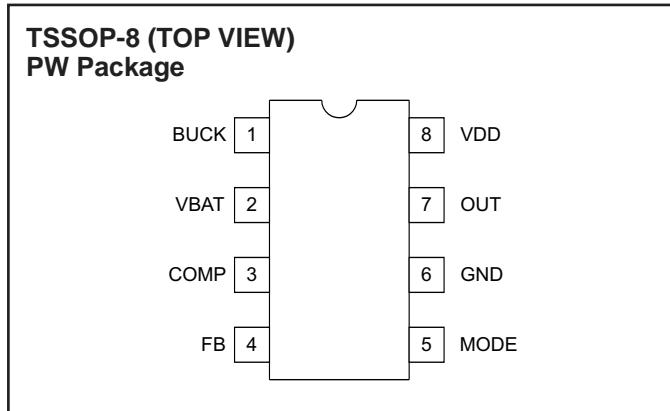 TSSOP-8 (TOP VIEW)
PW Package
BUCK 1 8 VDD
VBAT 2 7 OUT
COMP 3 6 GND
FB 4 5 MODE